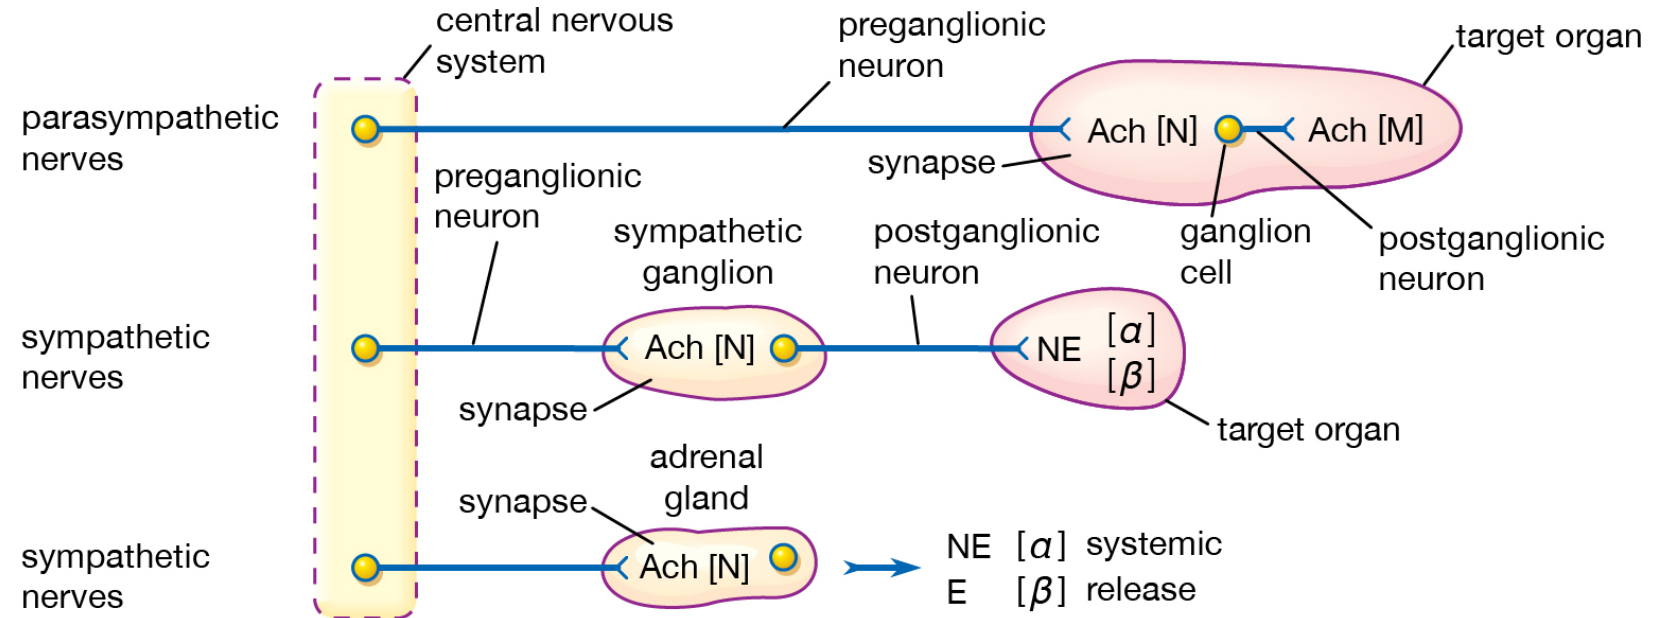 central nervous
system
preganglionic
neuron
target organ
parasympathetic
nerves
Ach [N]
Ach [M]
synapse
preganglionic
neuron
sympathetic
ganglion
postganglionic
neuron
ganglion
cell
postganglionic
neuron
sympathetic
nerves
Ach [N]
NE [α]
[β]
synapse
target organ
adrenal
gland
synapse
sympathetic
nerves
Ach [N]
NE [α] systemic
E [β] release